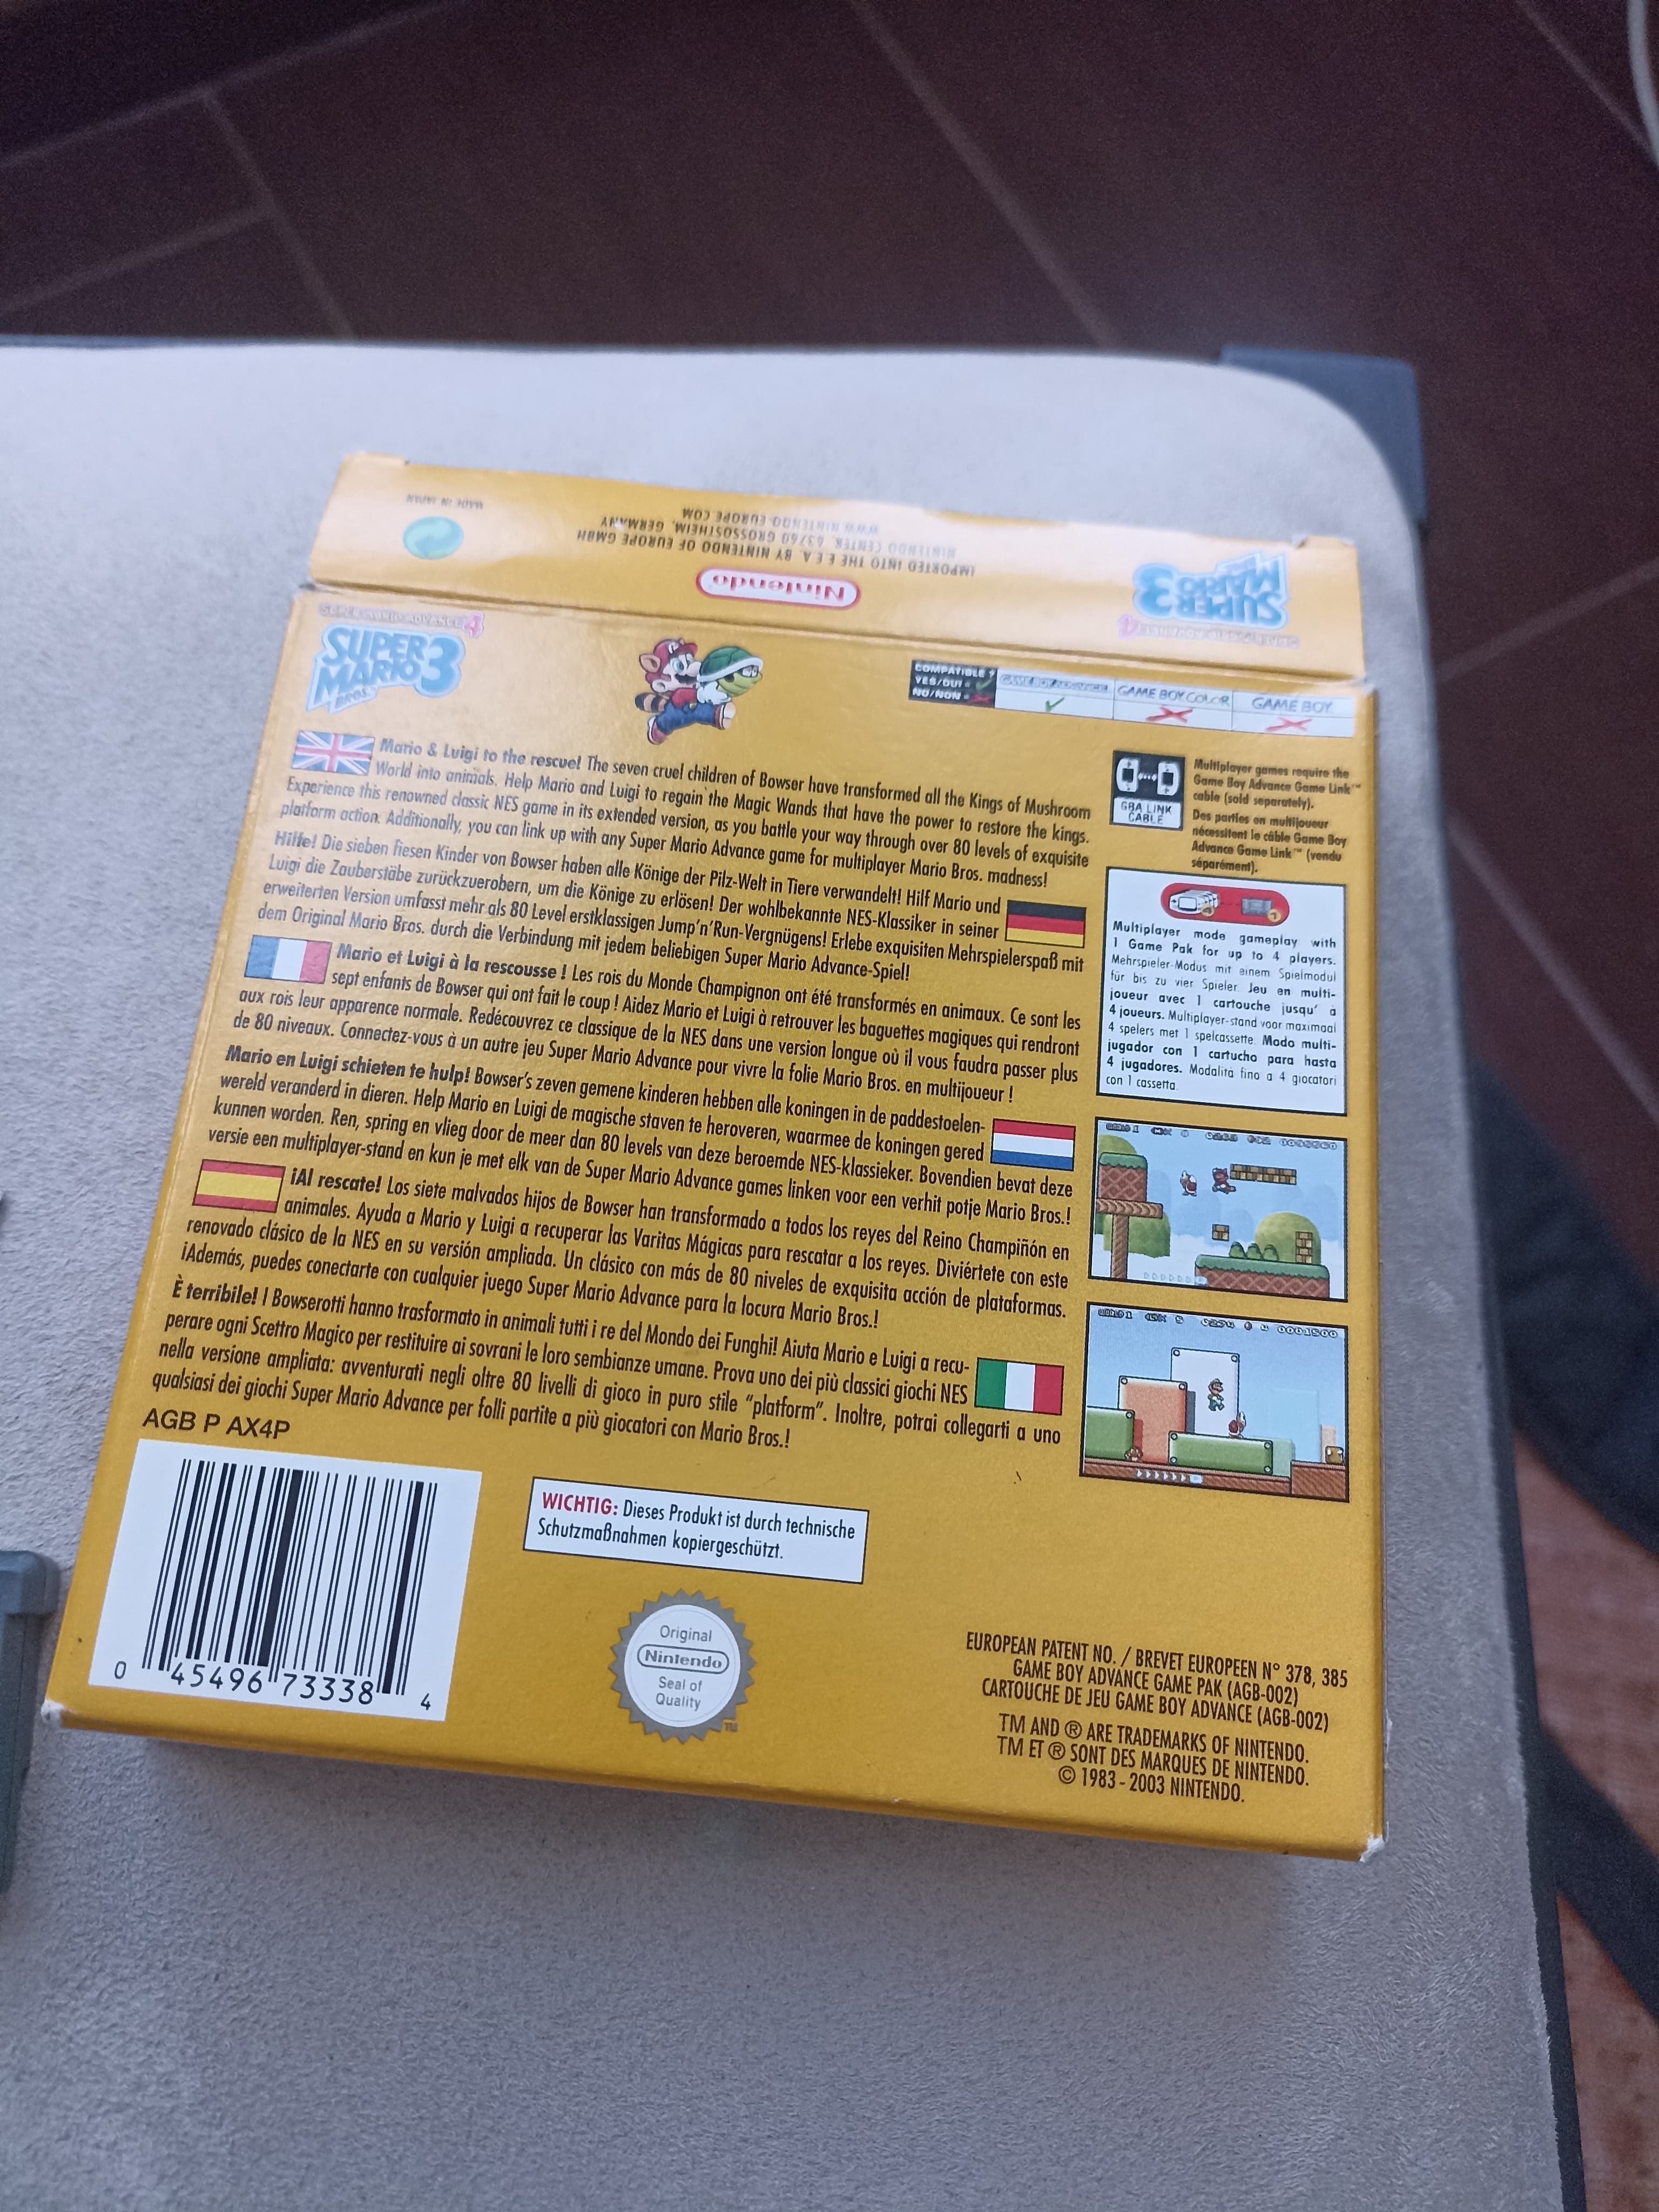 MADE IN JAPAN
IMPORTED INTO THE E.E.A. BY NINTENDO OF EUROPE GMBH
NINTENDO CENTER, 63760 GROSSOSTHEIM, GERMANY
WWW.NINTENDO-EUROPE.COM
Nintendo
SUPER MARIO ADVANCE 4
SUPER
MARIO 3
Bros.
SUPER MARIO ADVANCE 4
SUPER
MARIO 3
BROS.
COMPATIBLE ?
YES/OUI =
NO/NON =
GAME BOY ADVANCE
GAME BOY COLOR
GAME BOY
Mario & Luigi to the rescue! The seven cruel children of Bowser have transformed all the Kings of Mushroom
World into animals. Help Mario and Luigi to regain the Magic Wands that have the power to restore the kings.
Experience this renowned classic NES game in its extended version, as you battle your way through over 80 levels of exquisite
platform action. Additionally, you can link up with any Super Mario Advance game for multiplayer Mario Bros. madness!
Hilfe! Die sieben fiesen Kinder von Bowser haben alle Könige der Pilz-Welt in Tiere verwandelt! Hilf Mario und
Luigi die Zauberstäbe zurückzuerobern, um die Könige zu erlösen! Der wohlbekannte NES-Klassiker in seiner
erweiterten Version umfasst mehr als 80 Level erstklassigen Jump'n'Run-Vergnügens! Erlebe exquisiten Mehrspielerspaß mit
dem Original Mario Bros. durch die Verbindung mit jedem beliebigen Super Mario Advance-Spiel!
Mario et Luigi à la rescousse ! Les rois du Monde Champignon ont été transformés en animaux. Ce sont les
sept enfants de Bowser qui ont fait le coup ! Aidez Mario et Luigi à retrouver les baguettes magiques qui rendront
aux rois leur apparence normale. Redécouvrez ce classique de la NES dans une version longue où il vous faudra passer plus
de 80 niveaux. Connectez-vous à un autre jeu Super Mario Advance pour vivre la folie Mario Bros. en multijoueur !
Mario en Luigi schieten te hulp! Bowser's zeven gemene kinderen hebben alle koningen in de paddestoelen-
wereld veranderd in dieren. Help Mario en Luigi de magische staven te heroveren, waarmee de koningen gered
kunnen worden. Ren, spring en vlieg door de meer dan 80 levels van deze beroemde NES-klassieker. Bovendien bevat deze
versie een multiplayer-stand en kun je met elk van de Super Mario Advance games linken voor een verhit potje Mario Bros.!
¡Al rescate! Los siete malvados hijos de Bowser han transformado a todos los reyes del Reino Champiñón en
animales. Ayuda a Mario y Luigi a recuperar las Varitas Mágicas para rescatar a los reyes. Diviértete con este
renovado clásico de la NES en su versión ampliada. Un clásico con más de 80 niveles de exquisita acción de plataformas.
¡Además, puedes conectarte con cualquier juego Super Mario Advance para la locura Mario Bros.!
È terribile! I Bowserotti hanno trasformato in animali tutti i re del Mondo dei Funghi! Aiuta Mario e Luigi a recu-
perare ogni Scettro Magico per restituire ai sovrani le loro sembianze umane. Prova uno dei più classici giochi NES
nella versione ampliata: avventurati negli oltre 80 livelli di gioco in puro stile "platform". Inoltre, potrai collegarti a uno
qualsiasi dei giochi Super Mario Advance per folli partite a più giocatori con Mario Bros.!
GBA LINK
CABLE
Multiplayer games require the
Game Boy Advance Game Link™
cable (sold separately).
Des parties en multijoueur
nécessitent le câble Game Boy
Advance Game Link™ (vendu
séparément).
Multiplayer mode gameplay with
1 Game Pak for up to 4 players.
Mehrspieler-Modus mit einem Spielmodul
für bis zu vier Spieler. Jeu en multi-
joueur avec 1 cartouche jusqu' à
4 joueurs. Multiplayer-stand voor maximaal
4 spelers met 1 spelcassette. Modo multi-
jugador con 1 cartucho para hasta
4 jugadores. Modalità fino a 4 giocatori
con 1 cassetta.
AGB P AX4P
0 45496 73338 4
WICHTIG: Dieses Produkt ist durch technische
Schutzmaßnahmen kopiergeschützt.
Original
Nintendo
Seal of
Quality
TM
EUROPEAN PATENT NO. / BREVET EUROPEEN N° 378, 385
GAME BOY ADVANCE GAME PAK (AGB-002)
CARTOUCHE DE JEU GAME BOY ADVANCE (AGB-002)
TM AND ® ARE TRADEMARKS OF NINTENDO.
TM ET ® SONT DES MARQUES DE NINTENDO.
© 1983 - 2003 NINTENDO.